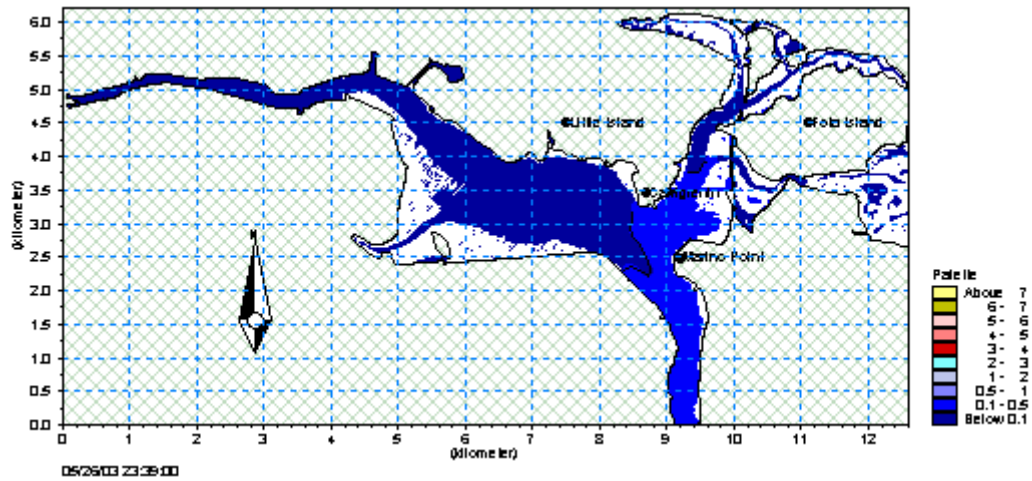 6.0
5.5
5.0
4.5
4.0
3.5
3.0
2.5
2.0
1.5
1.0
0.5
0.0
(kilometer)
0 1 2 3 4 5 6 7 8 9 10 11 12
(kilometer)
Little Island
Fota Island
Marino Point
Palette
Above 7
6 - 7
5 - 6
4 - 5
3 - 4
2 - 3
1 - 2
0.5 - 1
0.1 - 0.5
Below 0.1
05/26/03 23:39:00